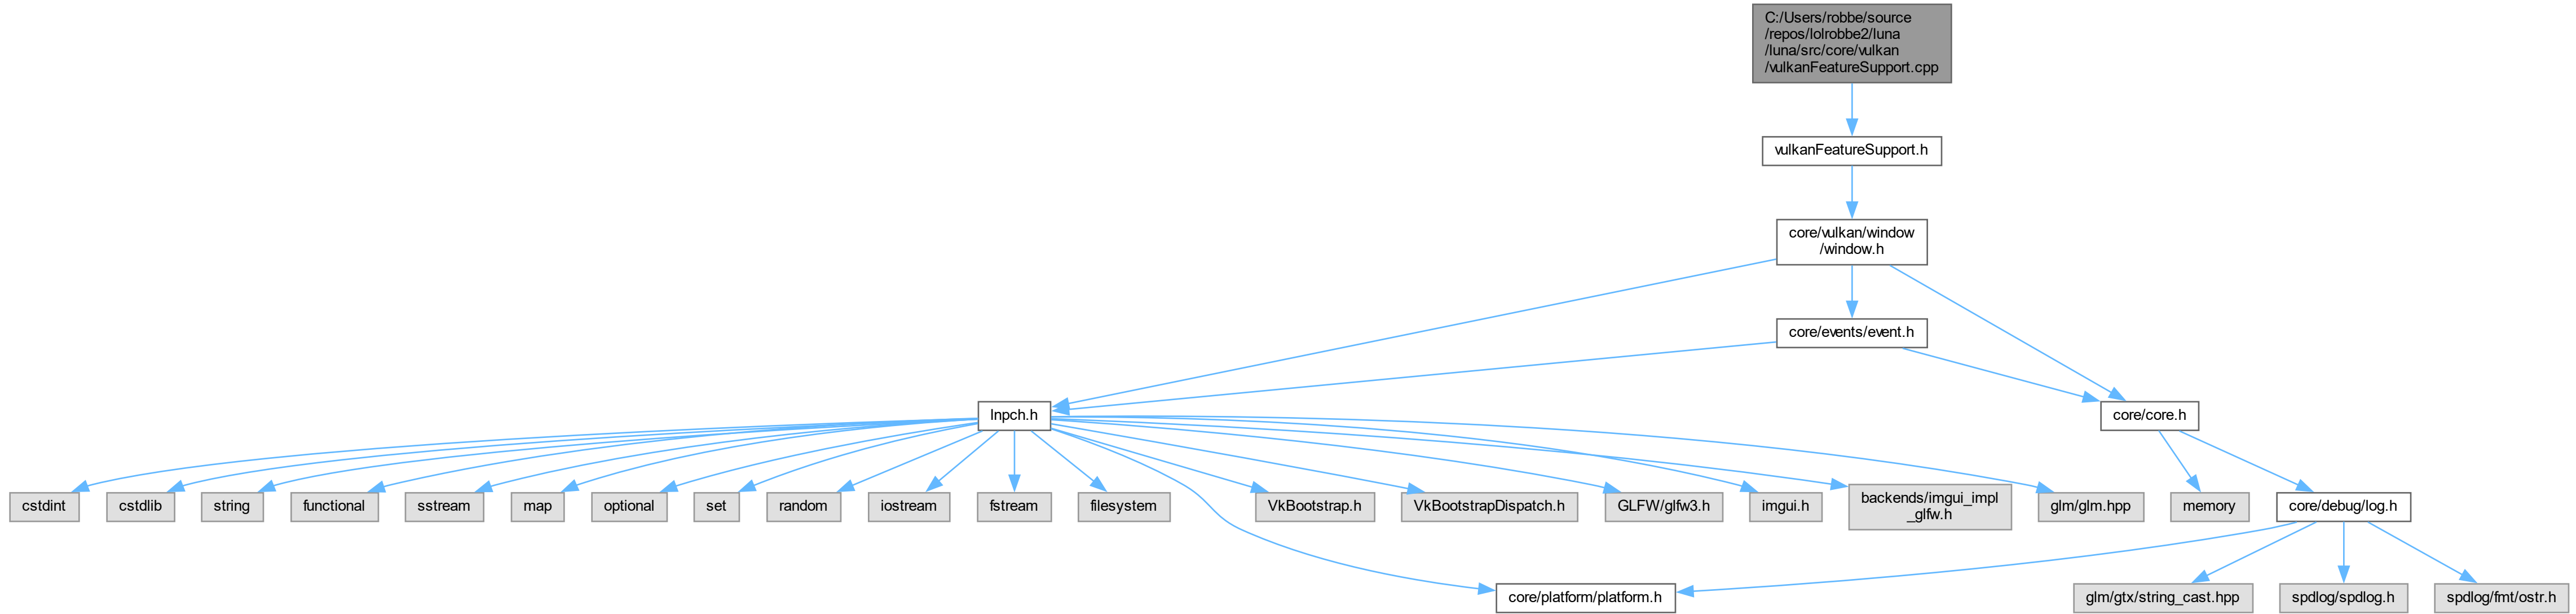 C:/Users/robbe/source
/repos/lolrobbe2/luna
/luna/src/core/vulkan
/vulkanFeatureSupport.cpp
vulkanFeatureSupport.h
core/vulkan/window
/window.h
core/events/event.h
lnpch.h
core/core.h
cstdint
cstdlib
string
functional
sstream
map
optional
set
random
iostream
fstream
filesystem
VkBootstrap.h
VkBootstrapDispatch.h
GLFW/glfw3.h
imgui.h
backends/imgui_impl
_glfw.h
glm/glm.hpp
memory
core/debug/log.h
core/platform/platform.h
glm/gtx/string_cast.hpp
spdlog/spdlog.h
spdlog/fmt/ostr.h